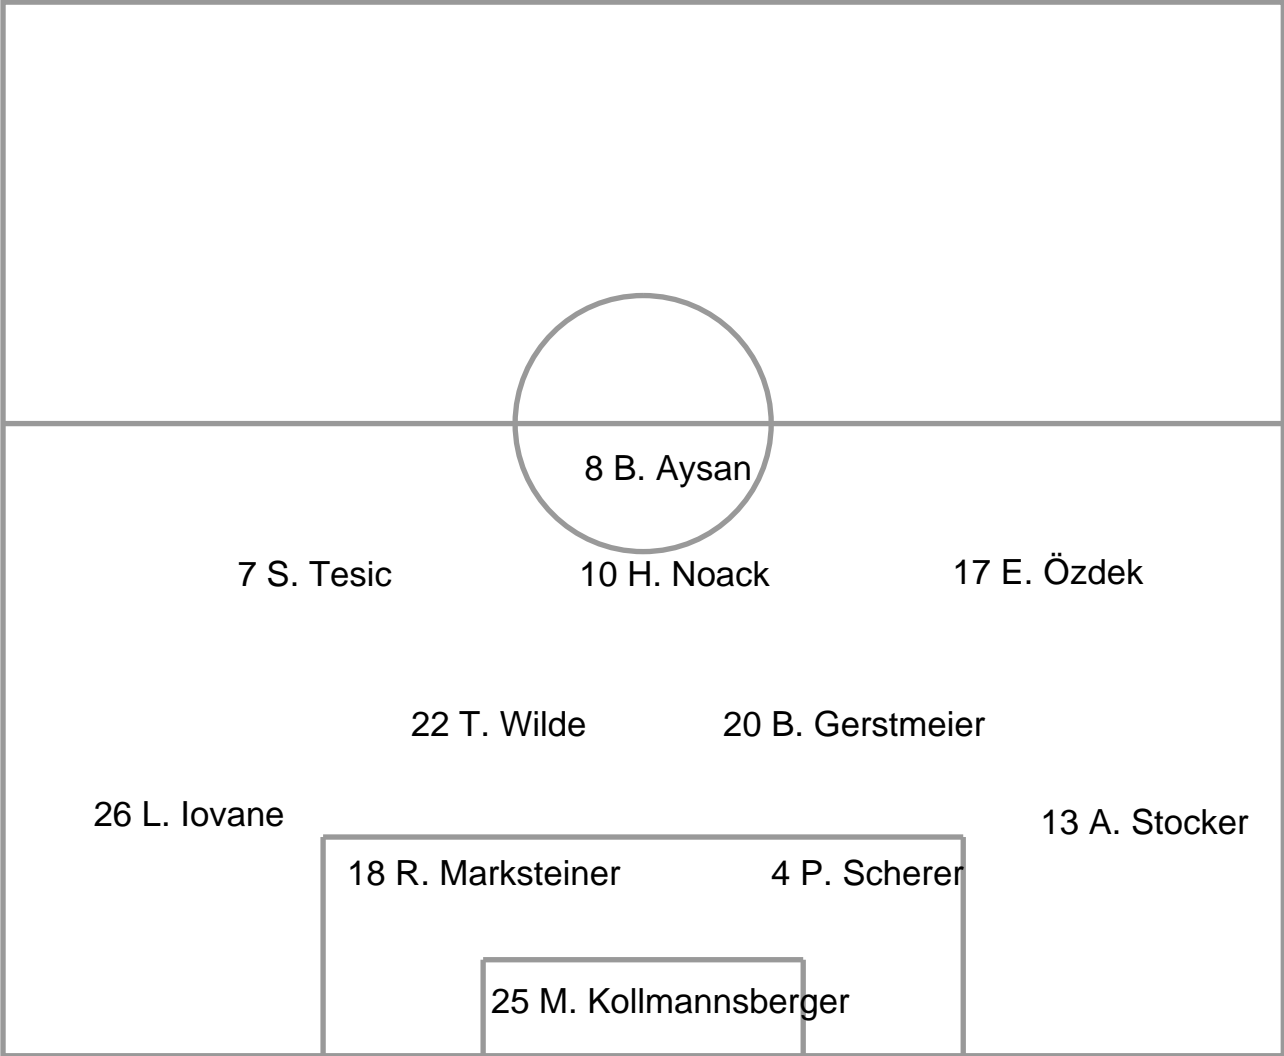 8 B. Aysan
7 S. Tesic
10 H. Noack
17 E. Özdek
22 T. Wilde
20 B. Gerstmeier
26 L. Iovane
13 A. Stocker
18 R. Marksteiner
4 P. Scherer
25 M. Kollmannsberger